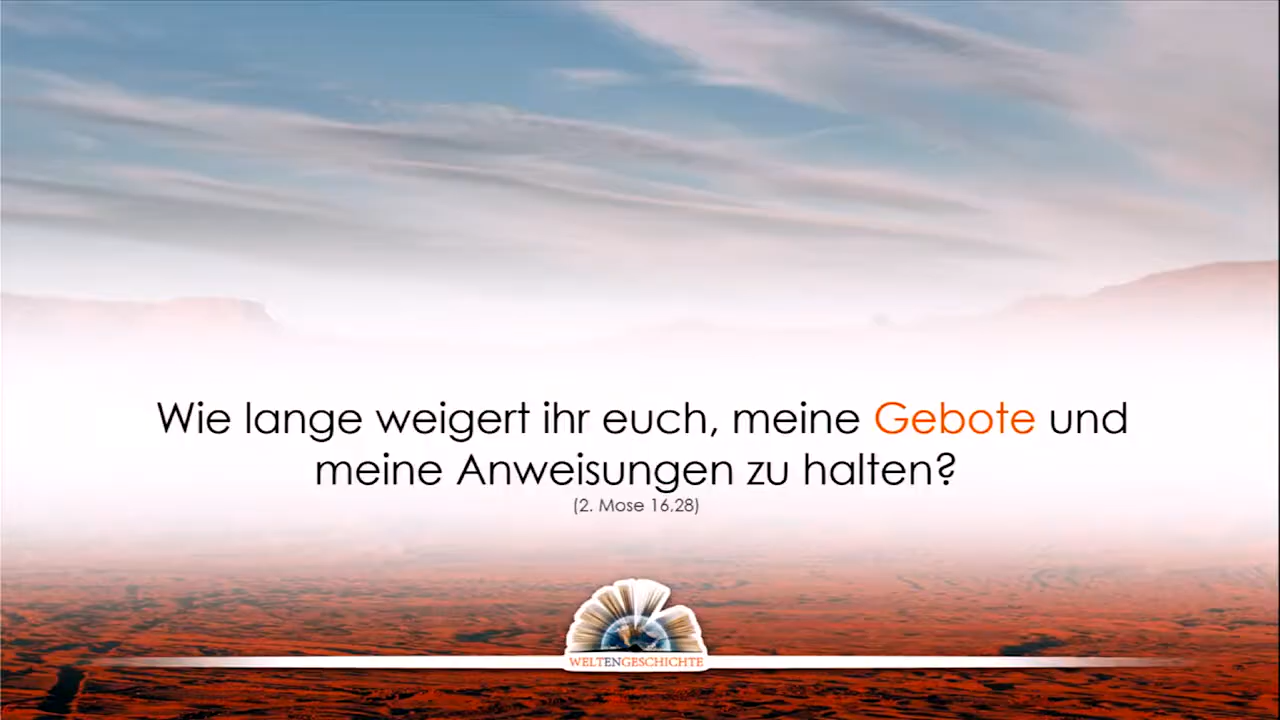 Wie lange weigert ihr euch, meine Gebote und
meine Anweisungen zu halten?
(2. Mose 16,28)
WELTENGESCHICHTE